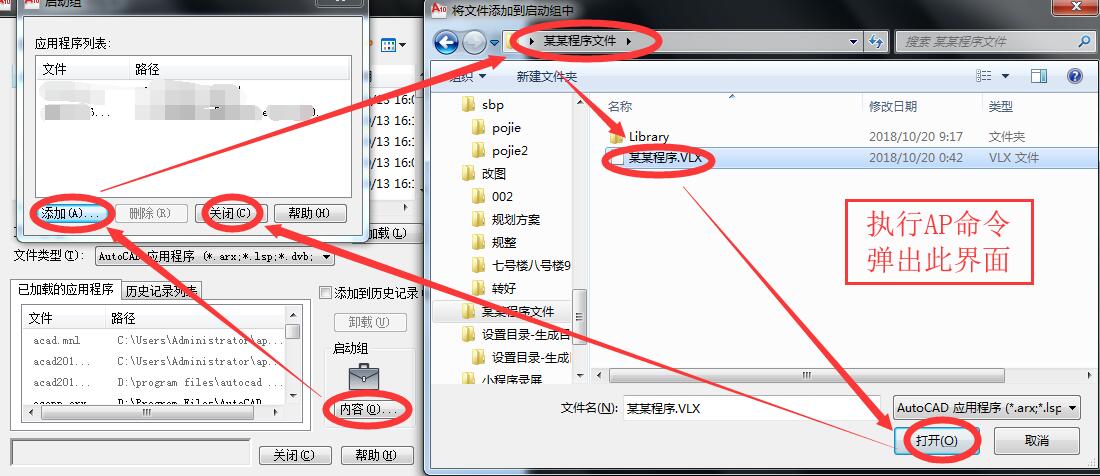 启动组
应用程序列表:
文件 路径
添加(A)... 删除(R) 关闭(C) 帮助(H)
/13 16:0
/13 16:1
/13 16:1
/13 16:0
/13 16:1
加载(L)
文件类型(T): AutoCAD 应用程序 (*.arx;*.lsp;*.dvb;
已加载的应用程序 历史记录列表
添加到历史记录
文件 路径
acad.mnl C:\Users\Administrator\ap...
acad201... C:\Users\Administrator\ap...
acad201... D:\program files\autocad ...
acapp.arx D:\Program Files\AutoCAD
卸载(U)
启动组
内容(O)...
关闭(C) 帮助(H)
将文件添加到启动组中
某某程序文件
搜索 某某程序文件
组织 新建文件夹
sbp
pojie
pojie2
改图
002
规划方案
规整
七号楼八号楼9
转好
某某程序文件
设置目录-生成目
设置目录-生成目
小程序录屏
名称 修改日期 类型
Library 2018/10/20 9:17 文件夹
某某程序.VLX 2018/10/20 0:42 VLX 文件
执行AP命令
弹出此界面
文件名(N): 某某程序.VLX
AutoCAD 应用程序 (*.arx;*.lsp
打开(O) 取消